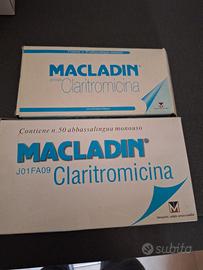 MACLADIN®
Claritromicina
Contiene n. 50 abbassalingua monouso
MACLADIN®
J01FA09
Claritromicina
subito